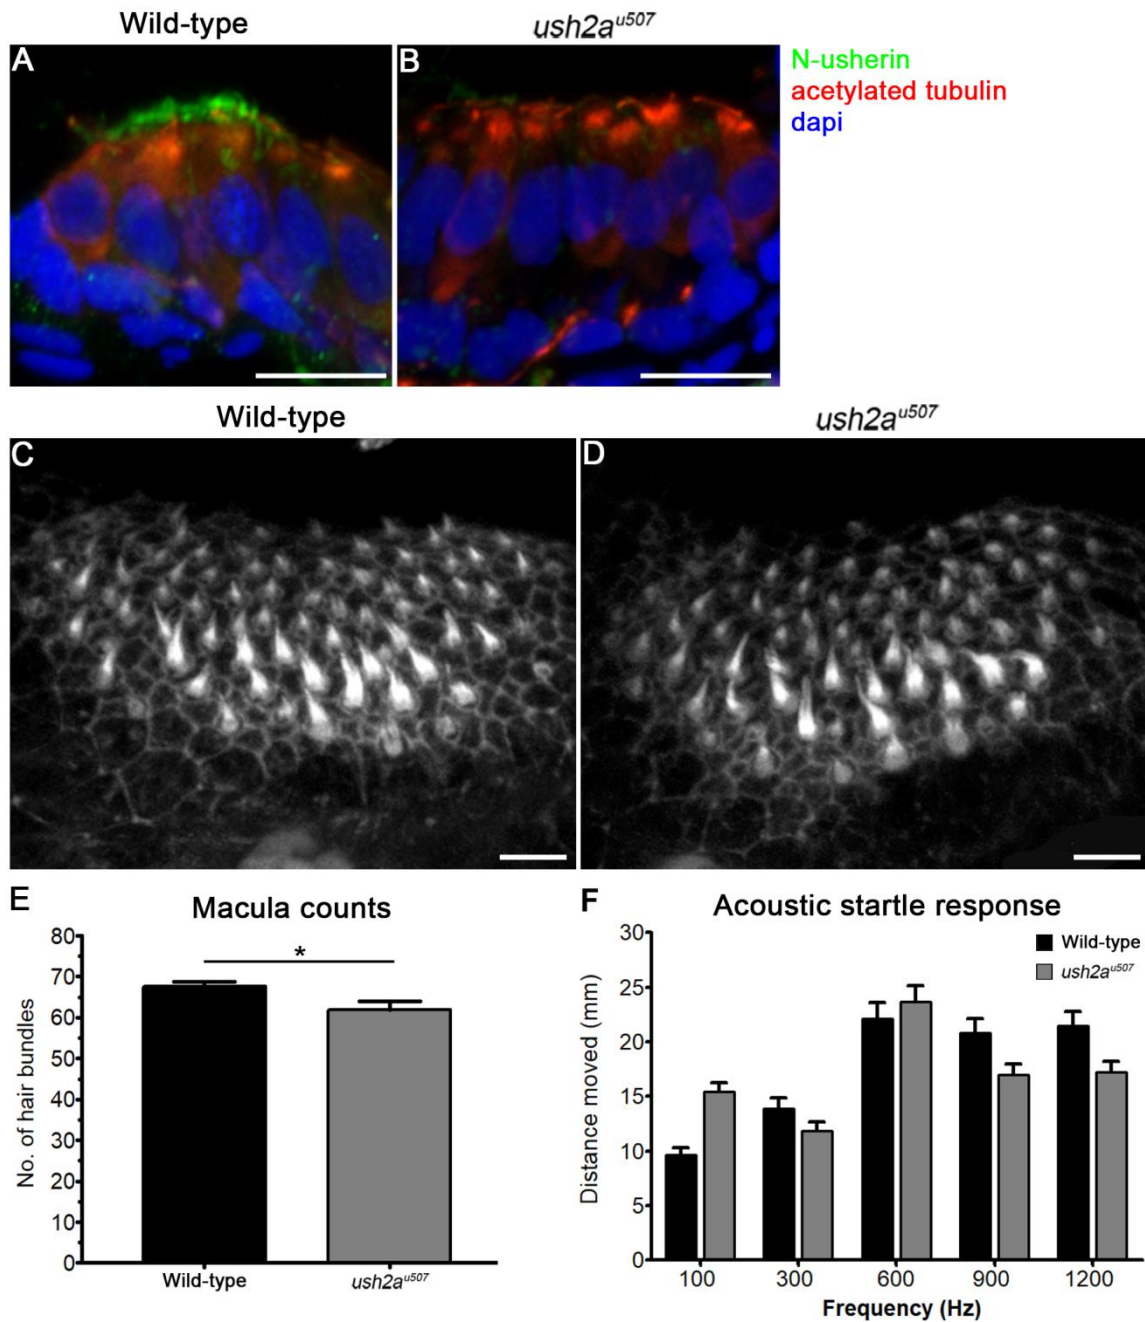 Wild-type
ush2a^u507
A
B
N-usherin
acetylated tubulin
dapi
Wild-type
ush2a^u507
C
D
E
Macula counts
80
70
60
50
40
30
20
10
0
No. of hair bundles
*
Wild-type
ush2a^u507
F
Acoustic startle response
30
25
20
15
10
5
0
Distance moved (mm)
Wild-type
ush2a^u507
100 300 600 900 1200
Frequency (Hz)